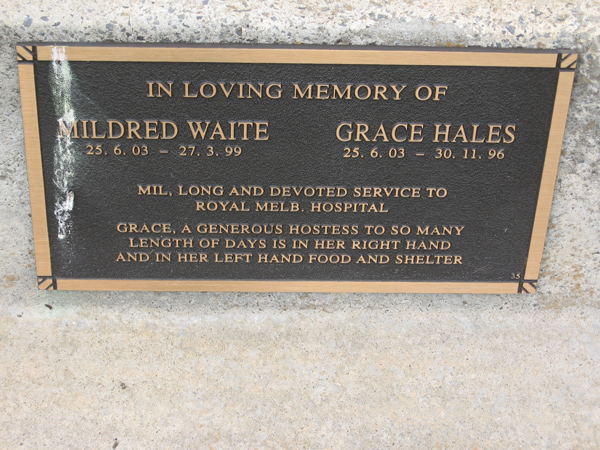 IN LOVING MEMORY OF
MILDRED WAITE GRACE HALES
25. 6. 03 – 27. 3. 99 25. 6. 03 – 30. 11. 96
MIL, LONG AND DEVOTED SERVICE TO
ROYAL MELB. HOSPITAL
GRACE, A GENEROUS HOSTESS TO SO MANY
LENGTH OF DAYS IS IN HER RIGHT HAND
AND IN HER LEFT HAND FOOD AND SHELTER
35